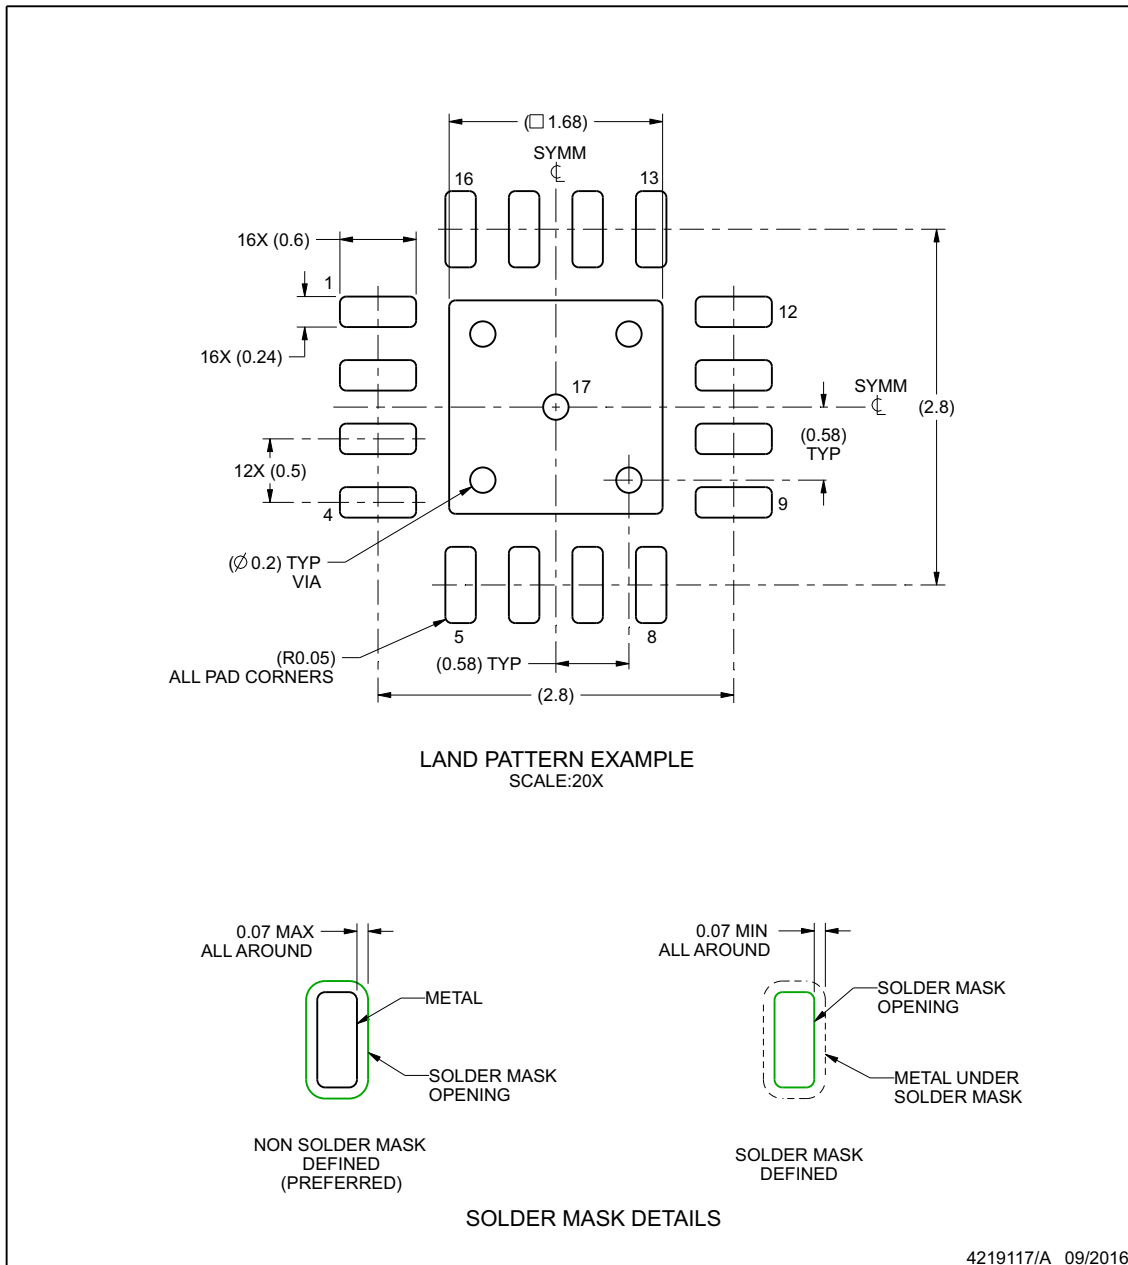 (□ 1.68)
SYMM
℄
16
13
16X (0.6)
1
12
16X (0.24)
17
SYMM
℄
(2.8)
(0.58)
TYP
12X (0.5)
4
9
(Ø 0.2) TYP
VIA
5
8
(R0.05)
ALL PAD CORNERS
(0.58) TYP
(2.8)
LAND PATTERN EXAMPLE
SCALE:20X
0.07 MAX
ALL AROUND
METAL
SOLDER MASK
OPENING
NON SOLDER MASK
DEFINED
(PREFERRED)
0.07 MIN
ALL AROUND
SOLDER MASK
OPENING
METAL UNDER
SOLDER MASK
SOLDER MASK
DEFINED
SOLDER MASK DETAILS
4219117/A 09/2016